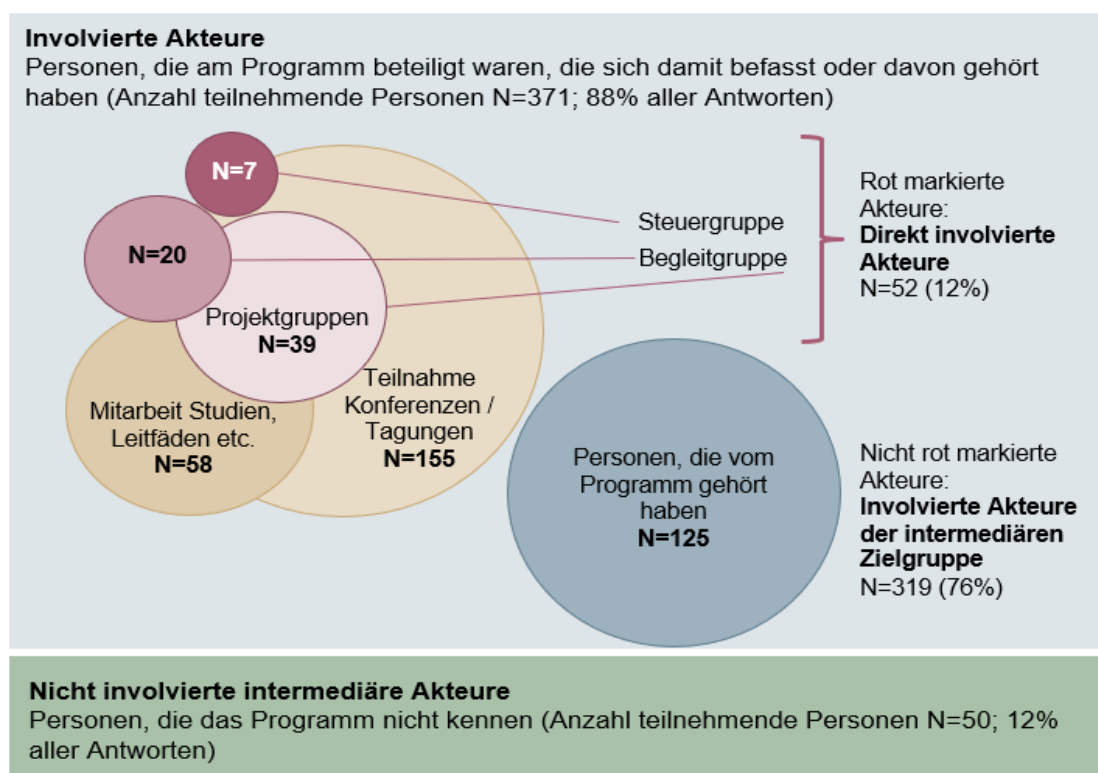 Involvierte Akteure
Personen, die am Programm beteiligt waren, die sich damit befasst oder davon gehört
haben (Anzahl teilnehmende Personen N=371; 88% aller Antworten)
N=7
N=20
Projektgruppen
N=39
Mitarbeit Studien,
Leitfäden etc.
N=58
Teilnahme
Konferenzen /
Tagungen
N=155
Steuergruppe
Begleitgruppe
Rot markierte
Akteure:
Direkt involvierte
Akteure
N=52 (12%)
Personen, die vom
Programm gehört
haben
N=125
Nicht rot markierte
Akteure:
Involvierte Akteure
der intermediären
Zielgruppe
N=319 (76%)
Nicht involvierte intermediäre Akteure
Personen, die das Programm nicht kennen (Anzahl teilnehmende Personen N=50; 12%
aller Antworten)